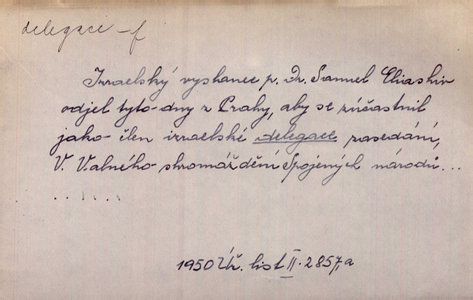 delegace – f
Izraelský vyslanec p. Dr. Samuel Eliashiv
odjel tyto dny z Prahy, aby se zúčastnil
jako člen izraelské delegace zasedání,
V. Valného shromáždění Spojených národů...
.....
1950 Úř. list II. 2857,a